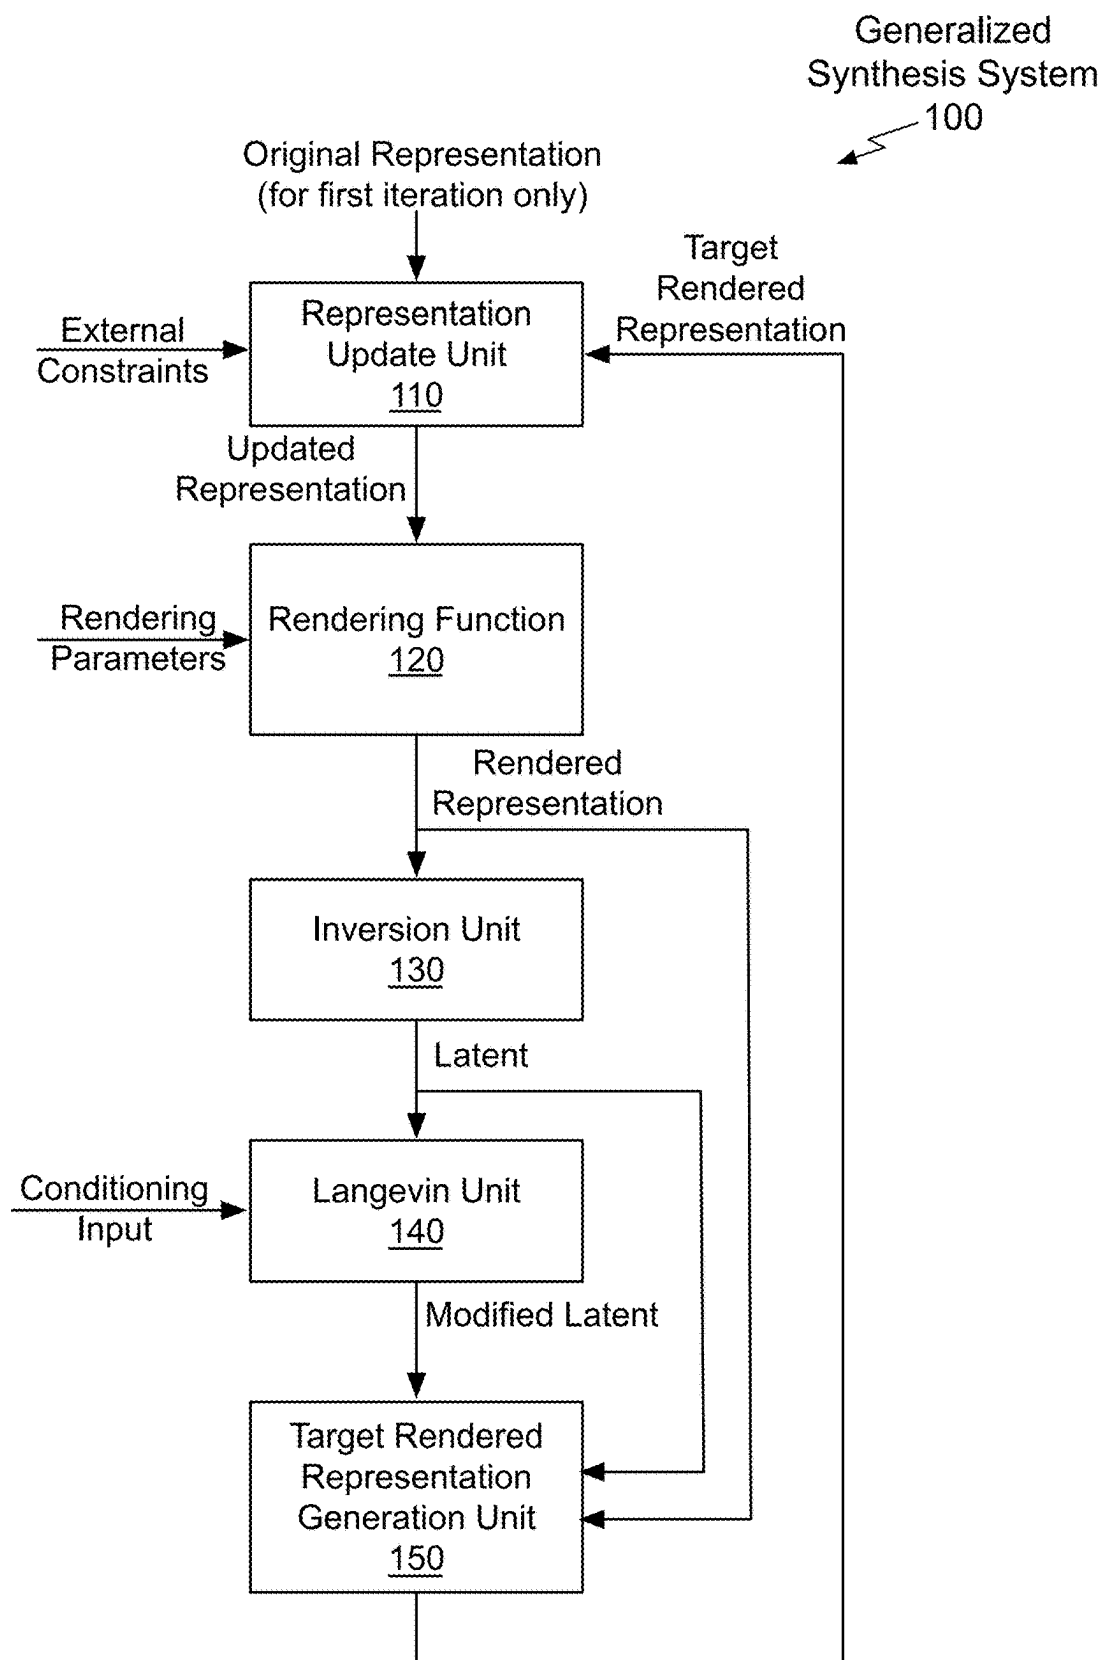 Generalized
Synthesis System
100
Original Representation
(for first iteration only)
Target
Rendered
Representation
Representation
Update Unit
110
External
Constraints
Updated
Representation
Rendering Function
120
Rendering
Parameters
Rendered
Representation
Inversion Unit
130
Latent
Langevin Unit
140
Conditioning
Input
Modified Latent
Target Rendered
Representation
Generation Unit
150